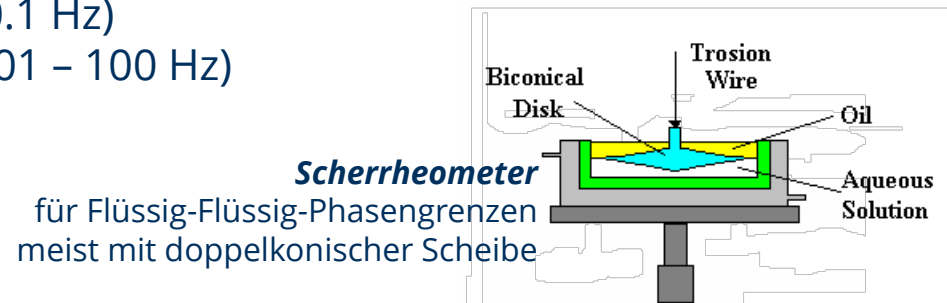 0.1 Hz)
01 – 100 Hz)
Trosion
Wire
Biconical
Disk
Oil
Scherrheometer
für Flüssig-Flüssig-Phasengrenzen
meist mit doppelkonischer Scheibe
Aqueous
Solution